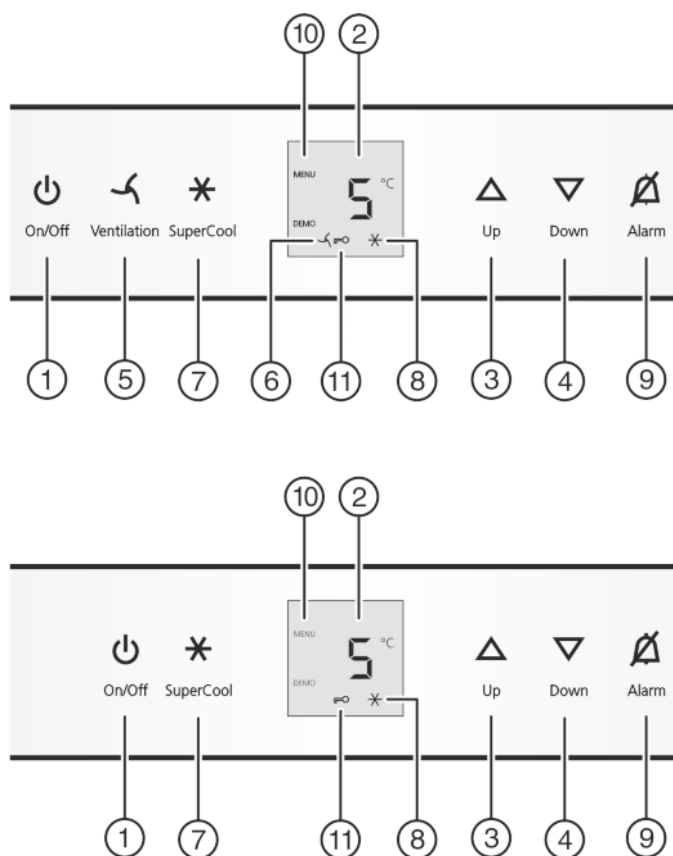 10 2
MENU
5 °C
On/Off Ventilation SuperCool
DEMO
Up Down Alarm
1 5 7 6 11 8 3 4 9
10 2
MENU
5 °C
DEMO
On/Off SuperCool
Up Down Alarm
1 7 11 8 3 4 9